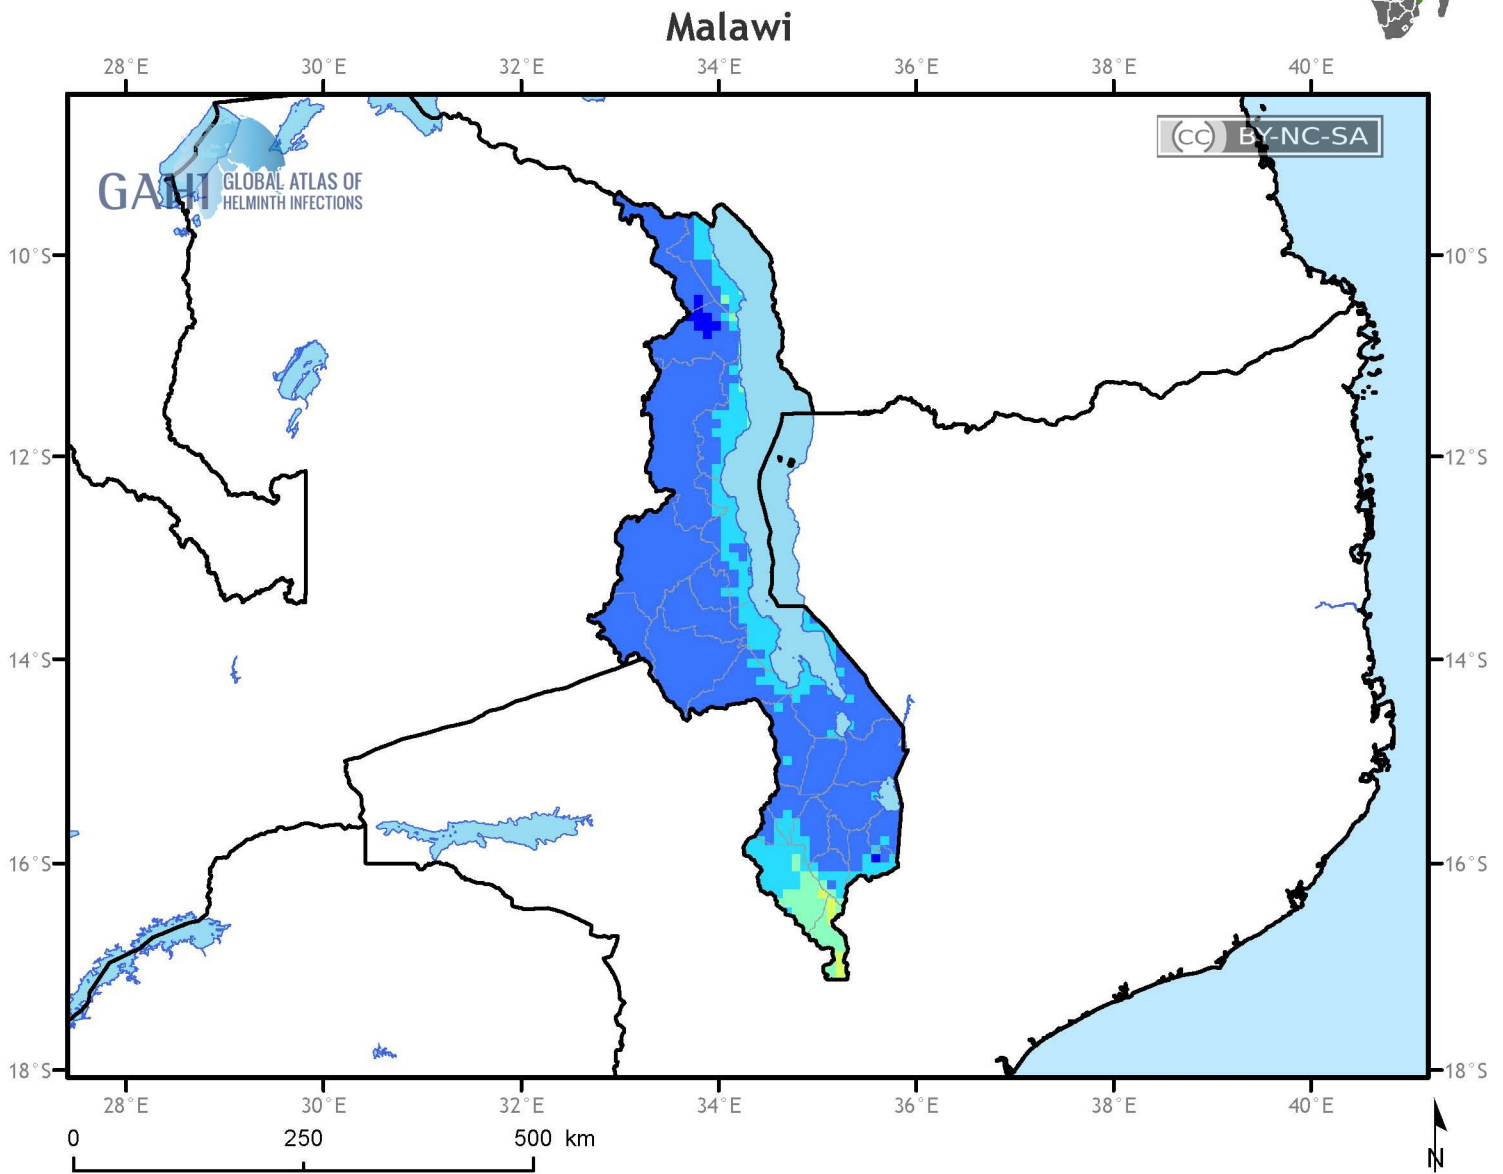 Malawi
28°E 30°E 32°E 34°E 36°E 38°E 40°E
(cc) BY-NC-SA
GAHI GLOBAL ATLAS OF
HELMINTH INFECTIONS
10°S 10°S
12°S 12°S
14°S 14°S
16°S 16°S
18°S 18°S
28°E 30°E 32°E 34°E 36°E 38°E 40°E
0 250 500 km
N